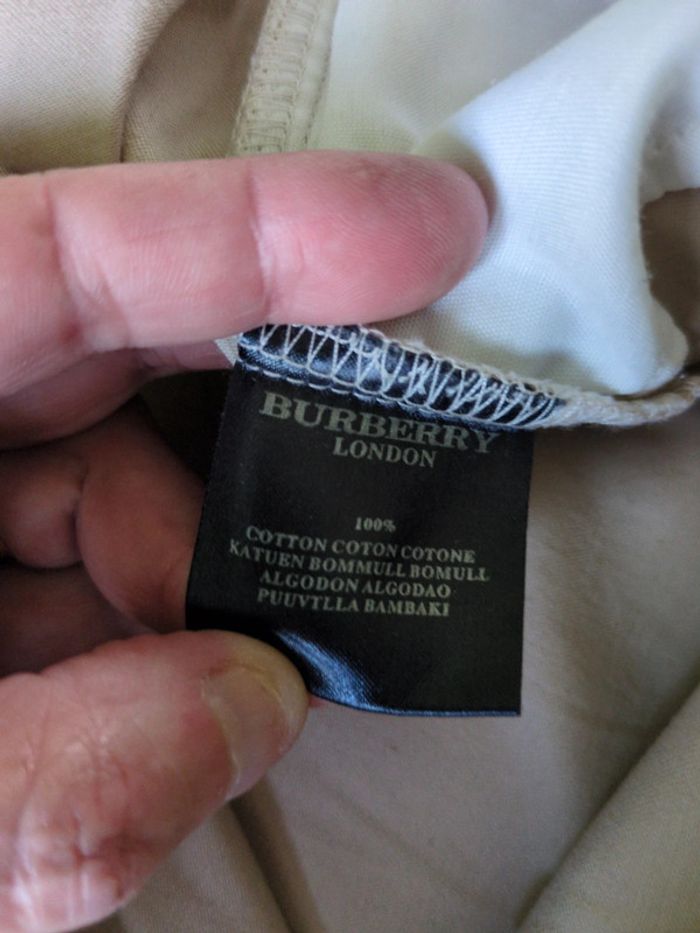 BURBERRY
LONDON
100%
COTTON COTON COTONE
KATUEN BOMMULL BOMULL
ALGODON ALGODAO
PUUVTLLA BAMBAKI